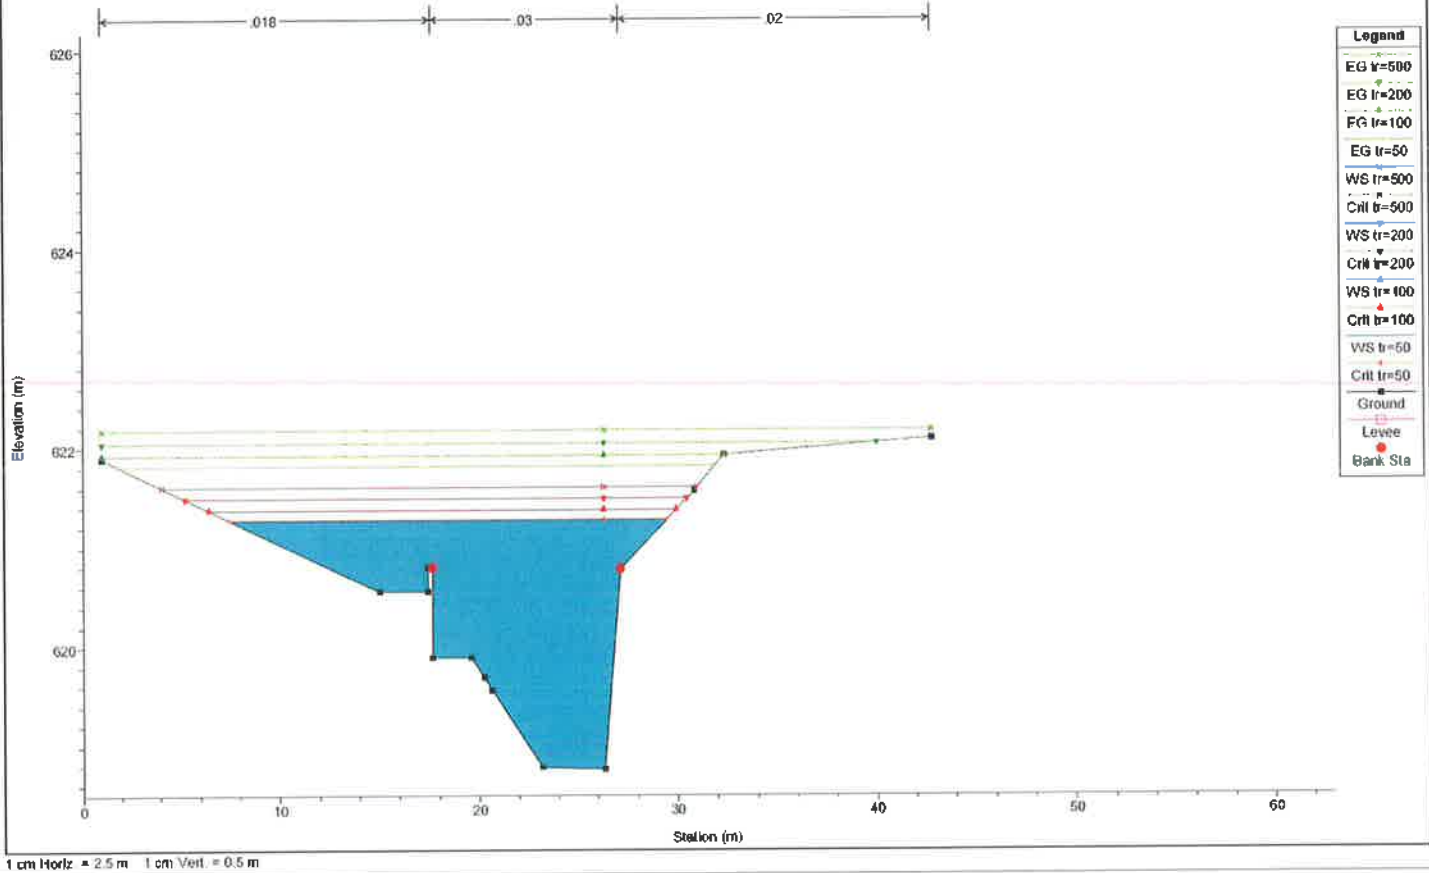 .018 .03 .02
626
624
622
620
Elevation (m)
0 10 20 30 40 50 60
Station (m)
Legend
EG tr=500
EG tr=200
EG tr=100
EG tr=50
WS tr=500
Crit tr=500
WS tr=200
Crit tr=200
WS tr=100
Crit tr=100
WS tr=50
Crit tr=50
Ground
Levee
Bank Sta
1 cm Horiz. = 2.5 m 1 cm Vert. = 0.5 m